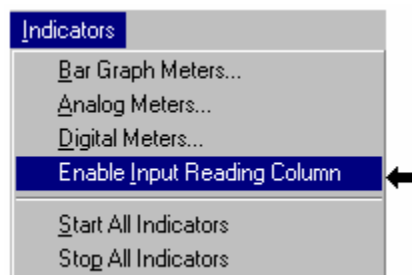 Indicators
Bar Graph Meters...
Analog Meters...
Digital Meters...
Enable Input Reading Column
Start All Indicators
Stop All Indicators